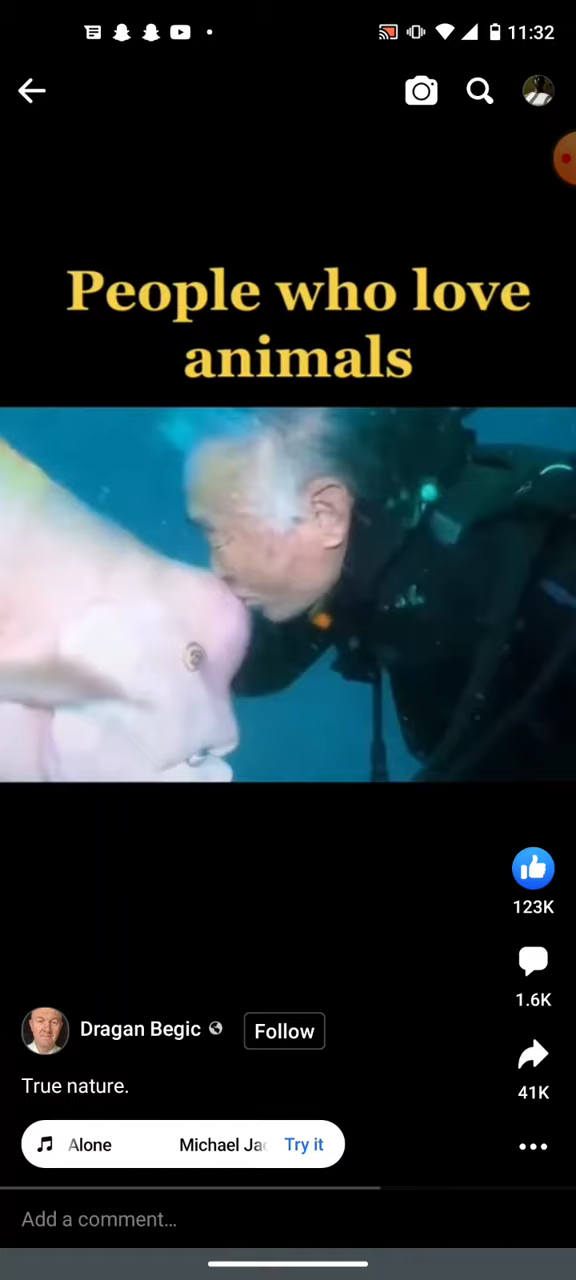 11:32
People who love
animals
123K
1.6K
41K
Dragan Begic
Follow
True nature.
Alone
Michael Ja
Try it
Add a comment…